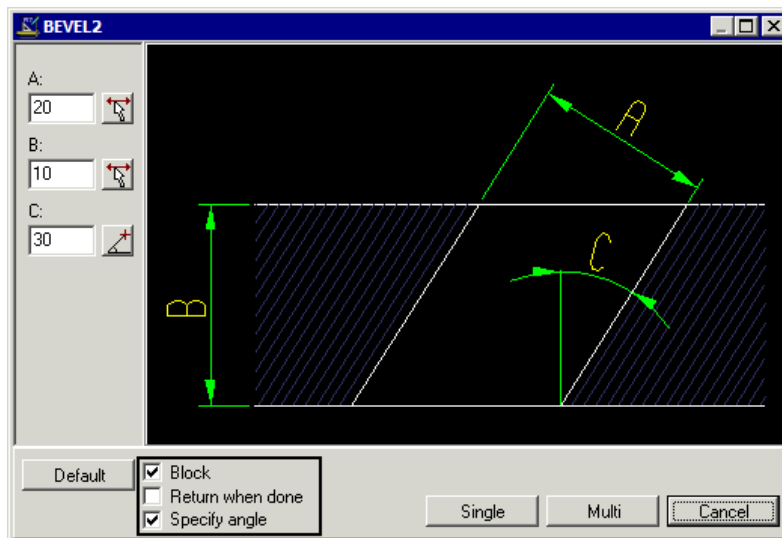 BEVEL2
A:
20
B:
10
C:
30
A
C
B
Default
Block
Return when done
Specify angle
Single
Multi
Cancel